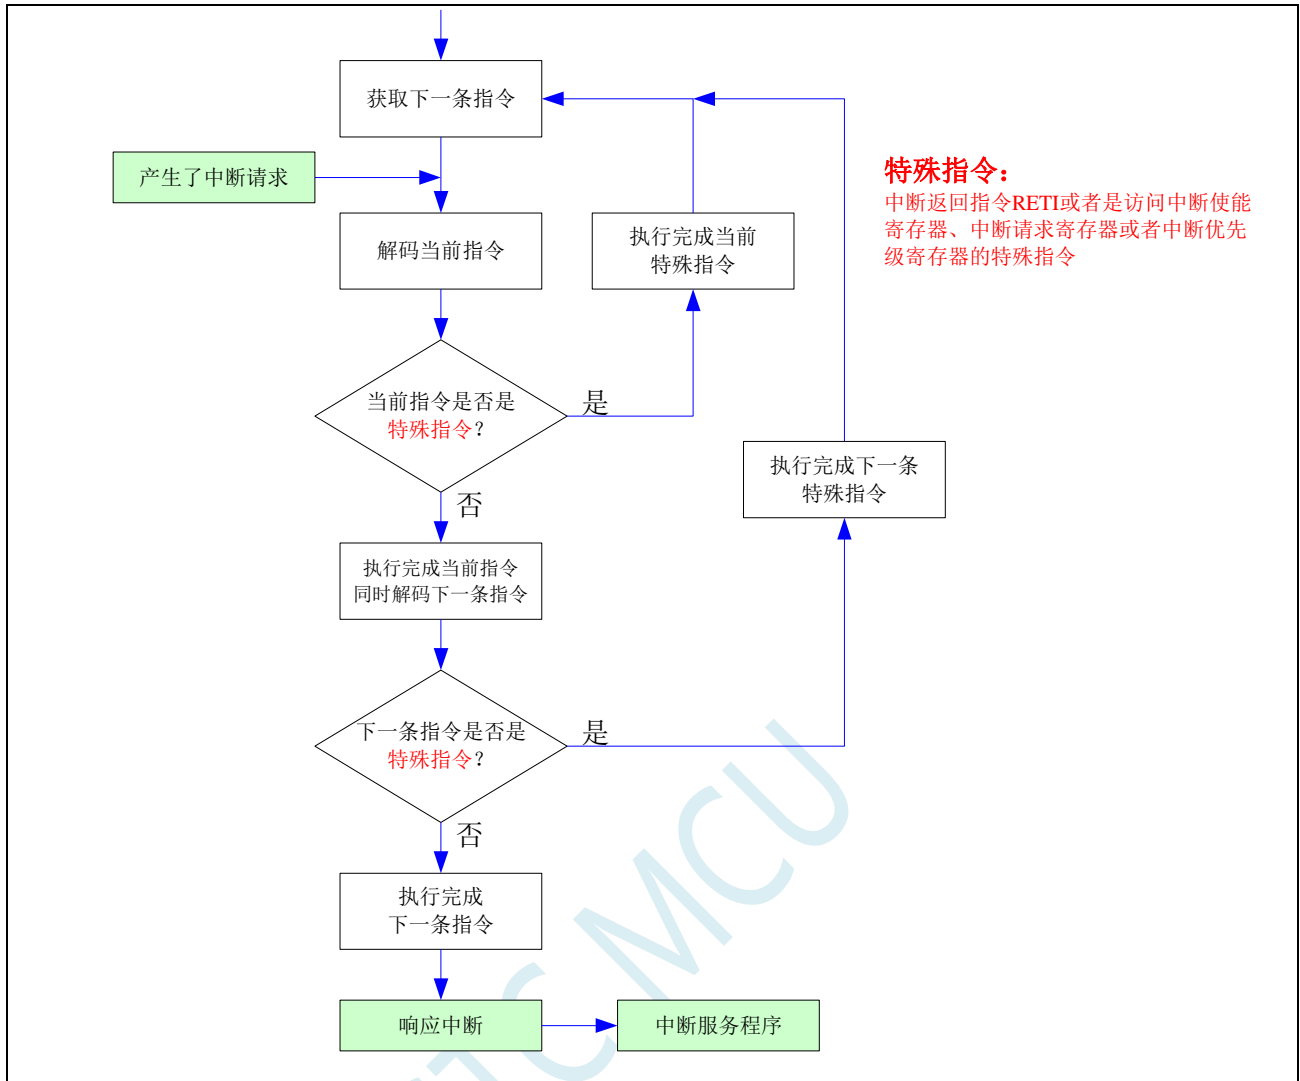 获取下一条指令
产生了中断请求
特殊指令：
中断返回指令RETI或者是访问中断使能
寄存器、中断请求寄存器或者中断优先
级寄存器的特殊指令
解码当前指令
执行完成当前
特殊指令
当前指令是否是
特殊指令？
是
否
执行完成下一条
特殊指令
执行完成当前指令
同时解码下一条指令
下一条指令是否是
特殊指令？
是
否
执行完成
下一条指令
响应中断
中断服务程序
STC MCU